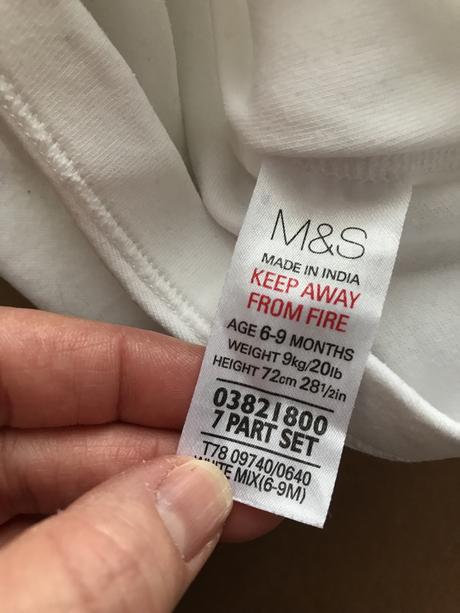 M&S
MADE IN INDIA
KEEP AWAY
FROM FIRE
AGE 6-9 MONTHS
WEIGHT 9kg/20lb
HEIGHT 72cm 28½in
03821800
7 PART SET
T78 09740/0640
WHITE MIX(6-9M)